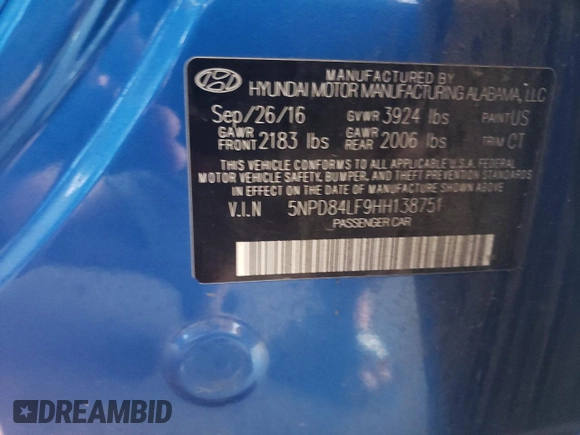 MANUFACTURED BY
HYUNDAI MOTOR MANUFACTURING ALABAMA, LLC
Sep/26/16 GVWR 3924 lbs PAINT US
GAWR FRONT 2183 lbs GAWR REAR 2006 lbs TRIM CT
THIS VEHICLE CONFORMS TO ALL APPLICABLE U.S.A. FEDERAL
MOTOR VEHICLE SAFETY, BUMPER, AND THEFT PREVENTION STANDARDS
IN EFFECT ON THE DATE OF MANUFACTURE SHOWN ABOVE.
V.I.N 5NPD84LF9HH138751
PASSENGER CAR
DREAMBID